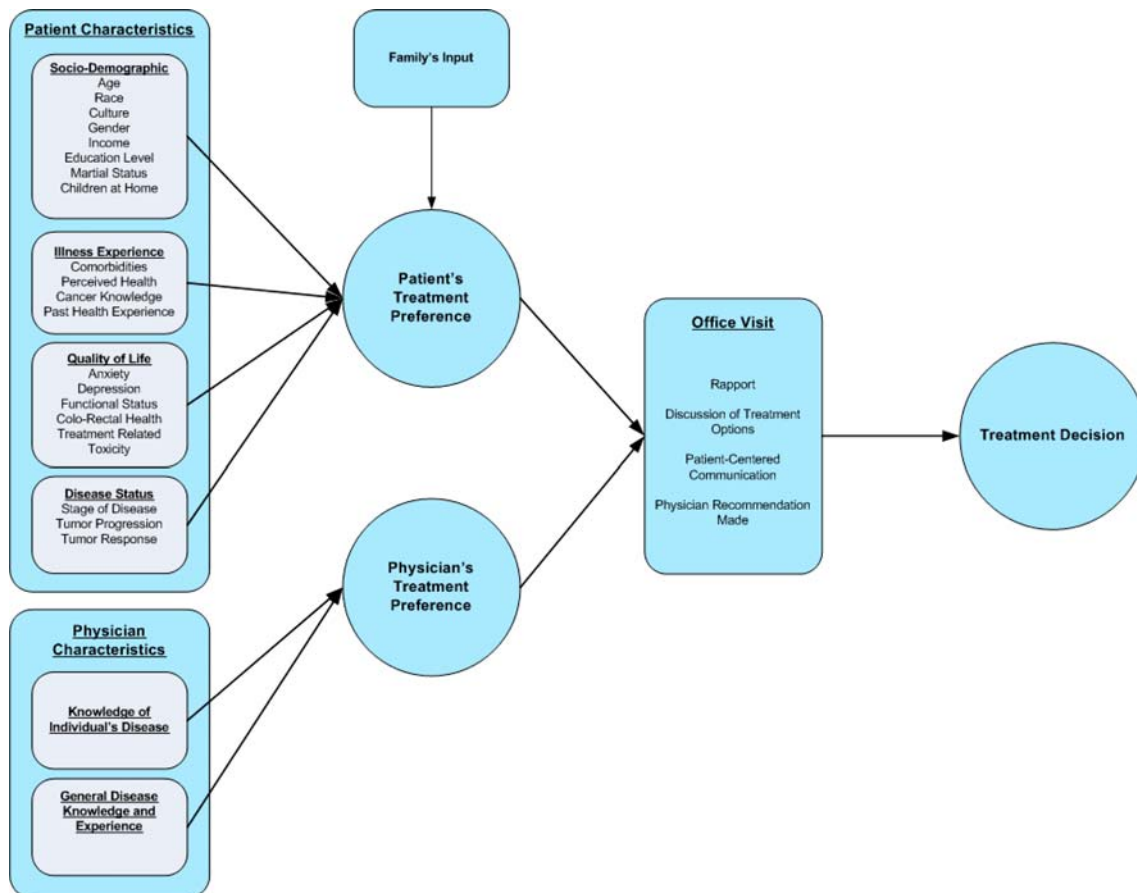 Patient Characteristics
Socio-Demographic
Age
Race
Culture
Gender
Income
Education Level
Martial Status
Children at Home
Illness Experience
Comorbidities
Perceived Health
Cancer Knowledge
Past Health Experience
Quality of Life
Anxiety
Depression
Functional Status
Colo-Rectal Health
Treatment Related
Toxicity
Disease Status
Stage of Disease
Tumor Progression
Tumor Response
Physician
Characteristics
Knowledge of
Individual's Disease
General Disease
Knowledge and
Experience
Family's Input
Patient's
Treatment
Preference
Physician's
Treatment
Preference
Office Visit
Rapport
Discussion of Treatment
Options
Patient-Centered
Communication
Physician Recommendation
Made
Treatment Decision